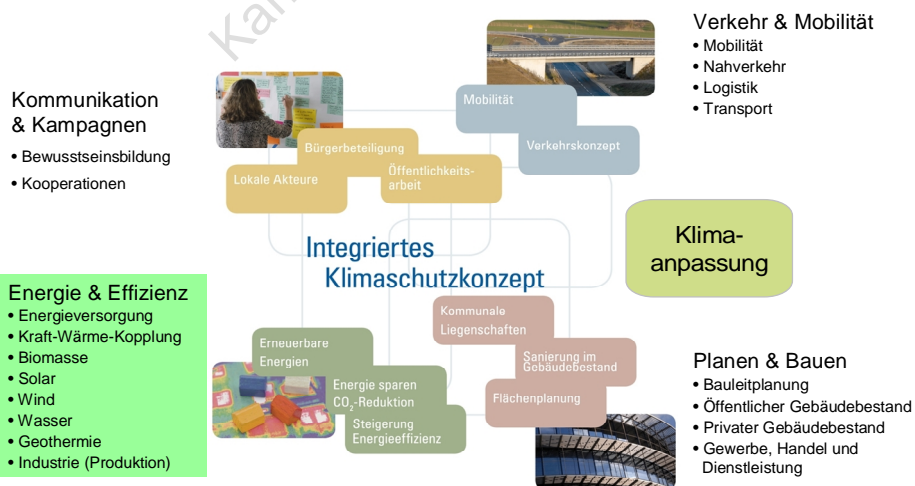 Kar
Verkehr & Mobilität
• Mobilität
• Nahverkehr
• Logistik
• Transport
Kommunikation
& Kampagnen
• Bewusstseinsbildung
• Kooperationen
Mobilität
Verkehrskonzept
Bürgerbeteiligung
Lokale Akteure
Öffentlichkeits-
arbeit
Klima-
anpassung
Integriertes
Klimaschutzkonzept
Energie & Effizienz
• Energieversorgung
• Kraft-Wärme-Kopplung
• Biomasse
• Solar
• Wind
• Wasser
• Geothermie
• Industrie (Produktion)
Erneuerbare
Energien
Energie sparen
CO₂-Reduktion
Steigerung
Energieeffizienz
Kommunale
Liegenschaften
Sanierung im
Gebäudebestand
Flächenplanung
Planen & Bauen
• Bauleitplanung
• Öffentlicher Gebäudebestand
• Privater Gebäudebestand
• Gewerbe, Handel und
Dienstleistung